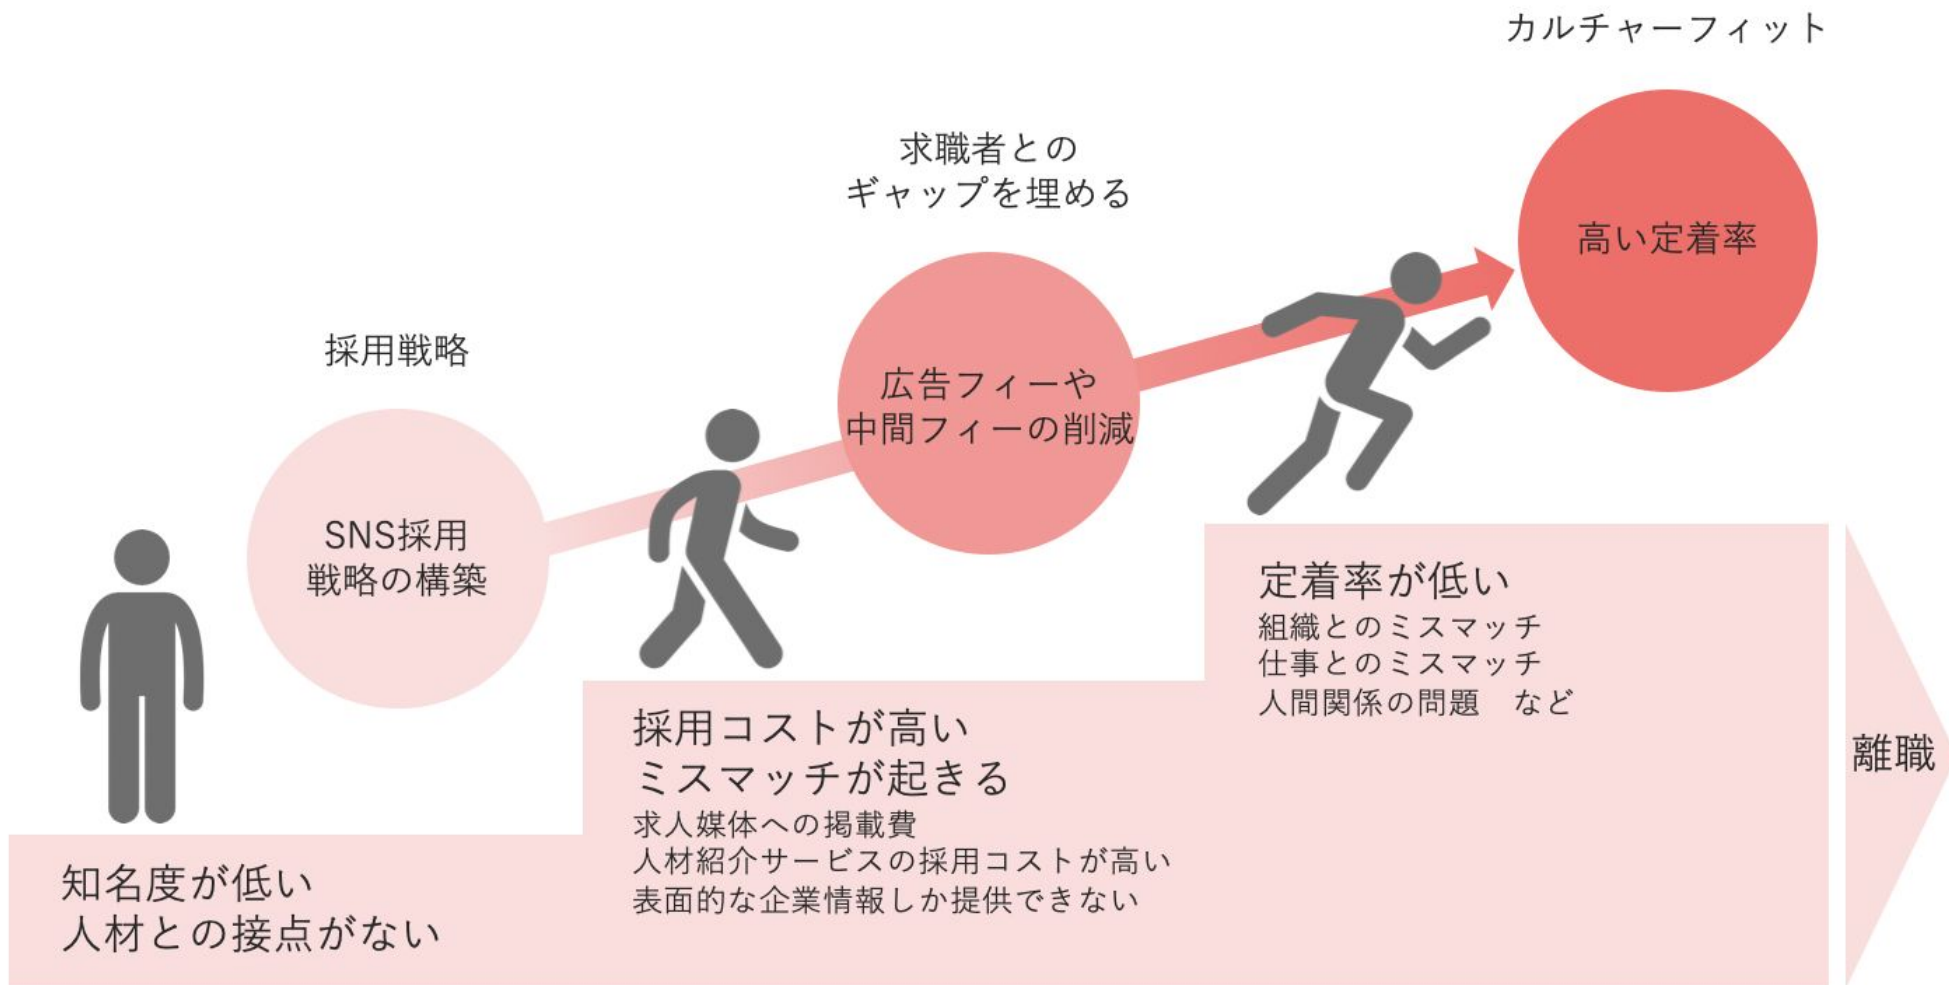 カルチャーフィット
高い定着率
求職者との
ギャップを埋める
広告フィーや
中間フィーの削減
採用戦略
SNS採用
戦略の構築
知名度が低い
人材との接点がない
採用コストが高い
ミスマッチが起きる
求人媒体への掲載費
人材紹介サービスの採用コストが高い
表面的な企業情報しか提供できない
定着率が低い
組織とのミスマッチ
仕事とのミスマッチ
人間関係の問題　など
離職